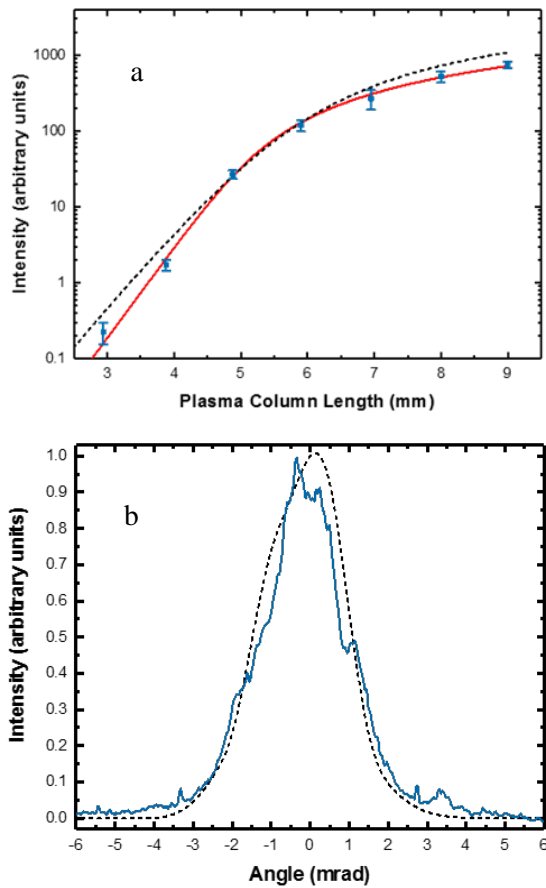 a
1000
100
10
1
0.1
Intensity (arbitrary units)
3 4 5 6 7 8 9
Plasma Column Length (mm)
b
1.0
0.9
0.8
0.7
0.6
0.5
0.4
0.3
0.2
0.1
0.0
Intensity (arbitrary units)
-6 -5 -4 -3 -2 -1 0 1 2 3 4 5 6
Angle (mrad)